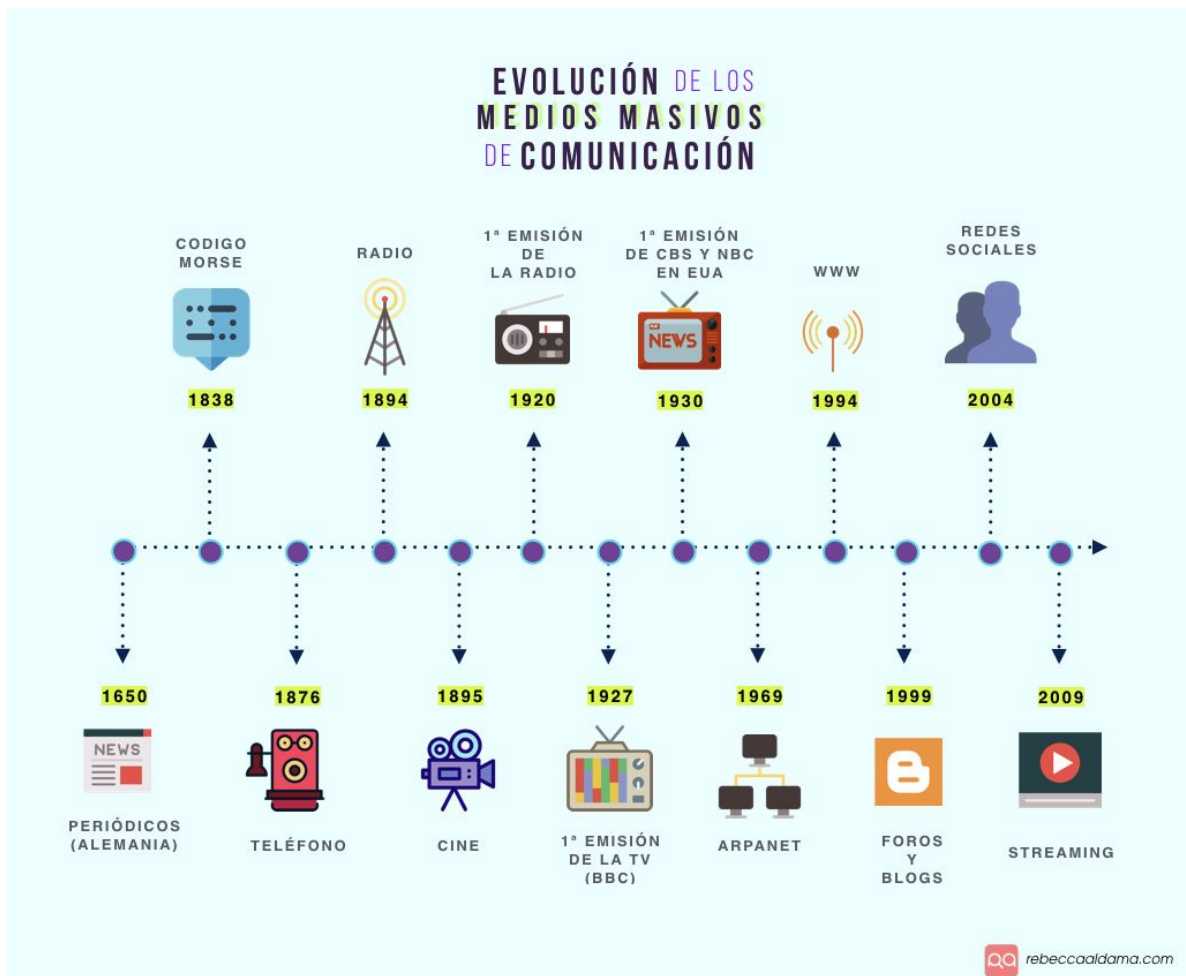 EVOLUCIÓN DE LOS
MEDIOS MASIVOS
DE COMUNICACIÓN
CODIGO
MORSE
1838
RADIO
1894
1ª EMISIÓN
DE
LA RADIO
1920
1ª EMISIÓN
DE CBS Y NBC
EN EUA
NEWS
1930
WWW
1994
REDES
SOCIALES
2004
1650
NEWS
PERIÓDICOS
(ALEMANIA)
1876
TELÉFONO
1895
CINE
1927
1ª EMISIÓN
DE LA TV
(BBC)
1969
ARPANET
1999
FOROS
Y
BLOGS
2009
STREAMING
rebeccaaldama.com